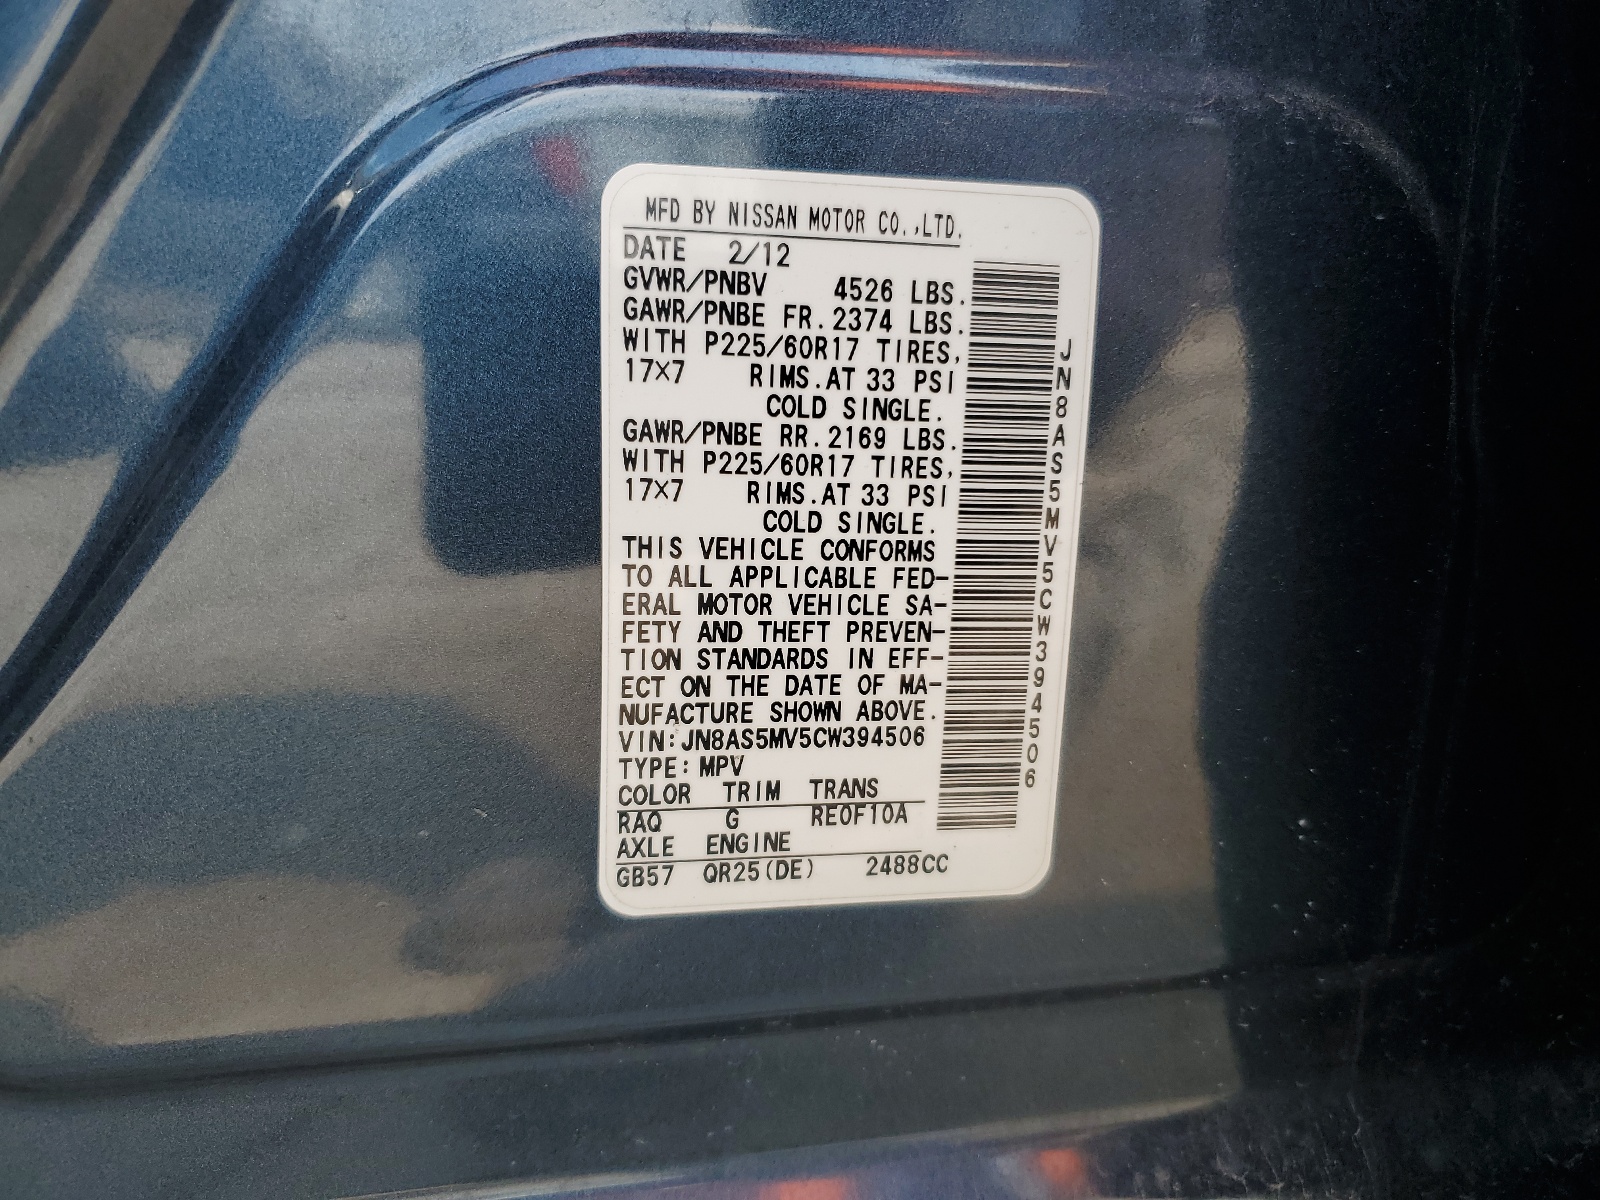 MFD BY NISSAN MOTOR CO.,LTD.
DATE 2/12
GVWR/PNBV 4526 LBS.
GAWR/PNBE FR. 2374 LBS.
WITH P225/60R17 TIRES,
17X7 RIMS. AT 33 PSI
COLD SINGLE.
GAWR/PNBE RR. 2169 LBS.
WITH P225/60R17 TIRES,
17X7 RIMS. AT 33 PSI
COLD SINGLE.
THIS VEHICLE CONFORMS
TO ALL APPLICABLE FED-
ERAL MOTOR VEHICLE SA-
FETY AND THEFT PREVEN-
TION STANDARDS IN EFF-
ECT ON THE DATE OF MA-
NUFACTURE SHOWN ABOVE.
VIN: JN8AS5MV5CW394506
TYPE: MPV
COLOR TRIM TRANS
RAQ G RE0F10A
AXLE ENGINE
GB57 QR25(DE) 2488CC
JN8AS5MV5CW394506